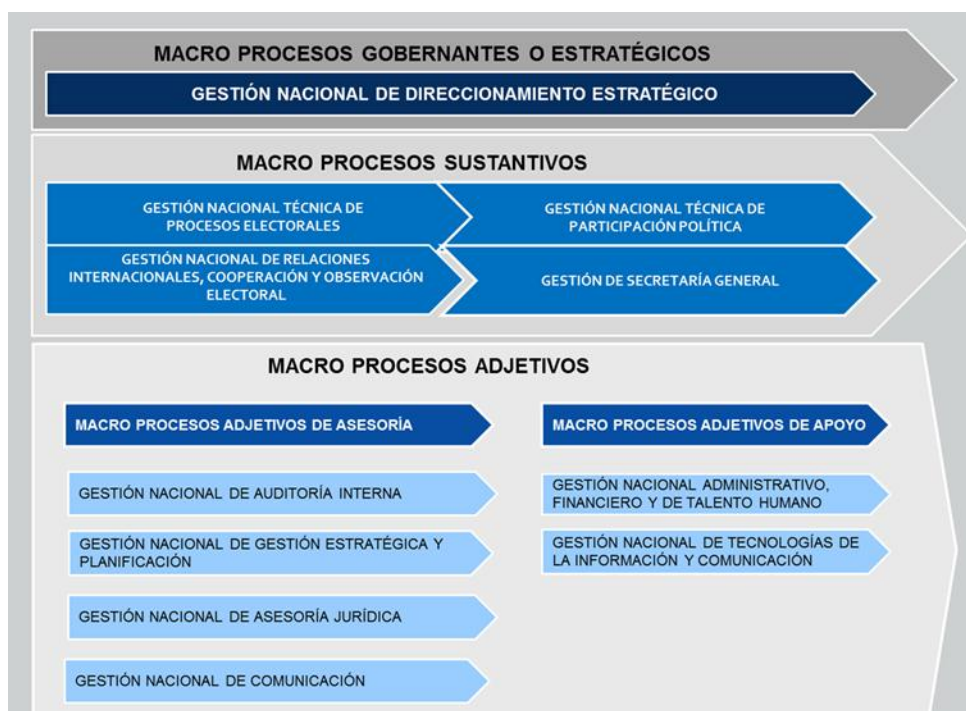 MACRO PROCESOS GOBERNANTES O ESTRATÉGICOS
GESTIÓN NACIONAL DE DIRECCIONAMIENTO ESTRATÉGICO
MACRO PROCESOS SUSTANTIVOS
GESTIÓN NACIONAL TÉCNICA DE
PROCESOS ELECTORALES
GESTIÓN NACIONAL TÉCNICA DE
PARTICIPACIÓN POLÍTICA
GESTIÓN NACIONAL DE RELACIONES
INTERNACIONALES, COOPERACIÓN Y OBSERVACIÓN
ELECTORAL
GESTIÓN DE SECRETARÍA GENERAL
MACRO PROCESOS ADJETIVOS
MACRO PROCESOS ADJETIVOS DE ASESORÍA
GESTIÓN NACIONAL DE AUDITORÍA INTERNA
GESTIÓN NACIONAL DE GESTIÓN ESTRATÉGICA Y
PLANIFICACIÓN
GESTIÓN NACIONAL DE ASESORÍA JURÍDICA
GESTIÓN NACIONAL DE COMUNICACIÓN
MACRO PROCESOS ADJETIVOS DE APOYO
GESTIÓN NACIONAL ADMINISTRATIVO,
FINANCIERO Y DE TALENTO HUMANO
GESTIÓN NACIONAL DE TECNOLOGÍAS DE
LA INFORMACIÓN Y COMUNICACIÓN